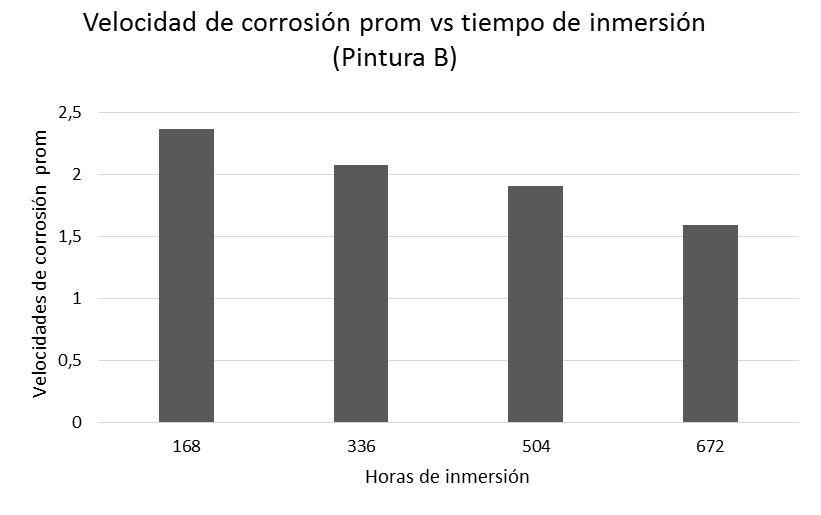 Velocidad de corrosión prom vs tiempo de inmersión
(Pintura B)
Velocidades de corrosión prom
2,5
2
1,5
1
0,5
0
168
336
504
672
Horas de inmersión